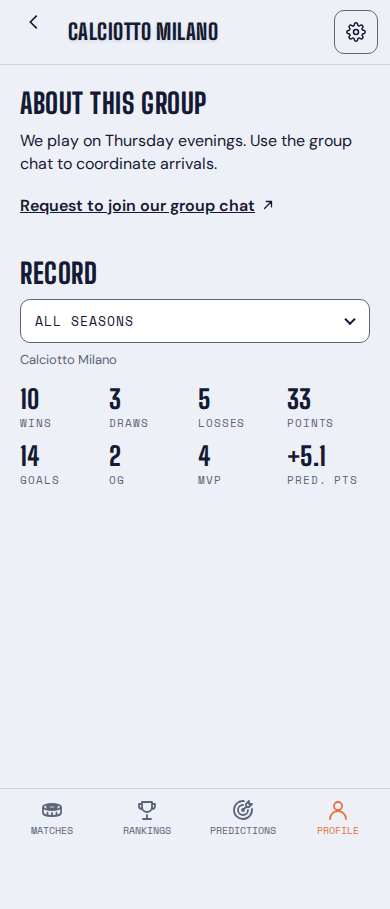 CALCIOTTO MILANO
ABOUT THIS GROUP
We play on Thursday evenings. Use the group
chat to coordinate arrivals.
Request to join our group chat ↗
RECORD
ALL SEASONS
Calciotto Milano
10 3 5 33
WINS DRAWS LOSSES POINTS
14 2 4 +5.1
GOALS OG MVP PRED. PTS
MATCHES RANKINGS PREDICTIONS PROFILE